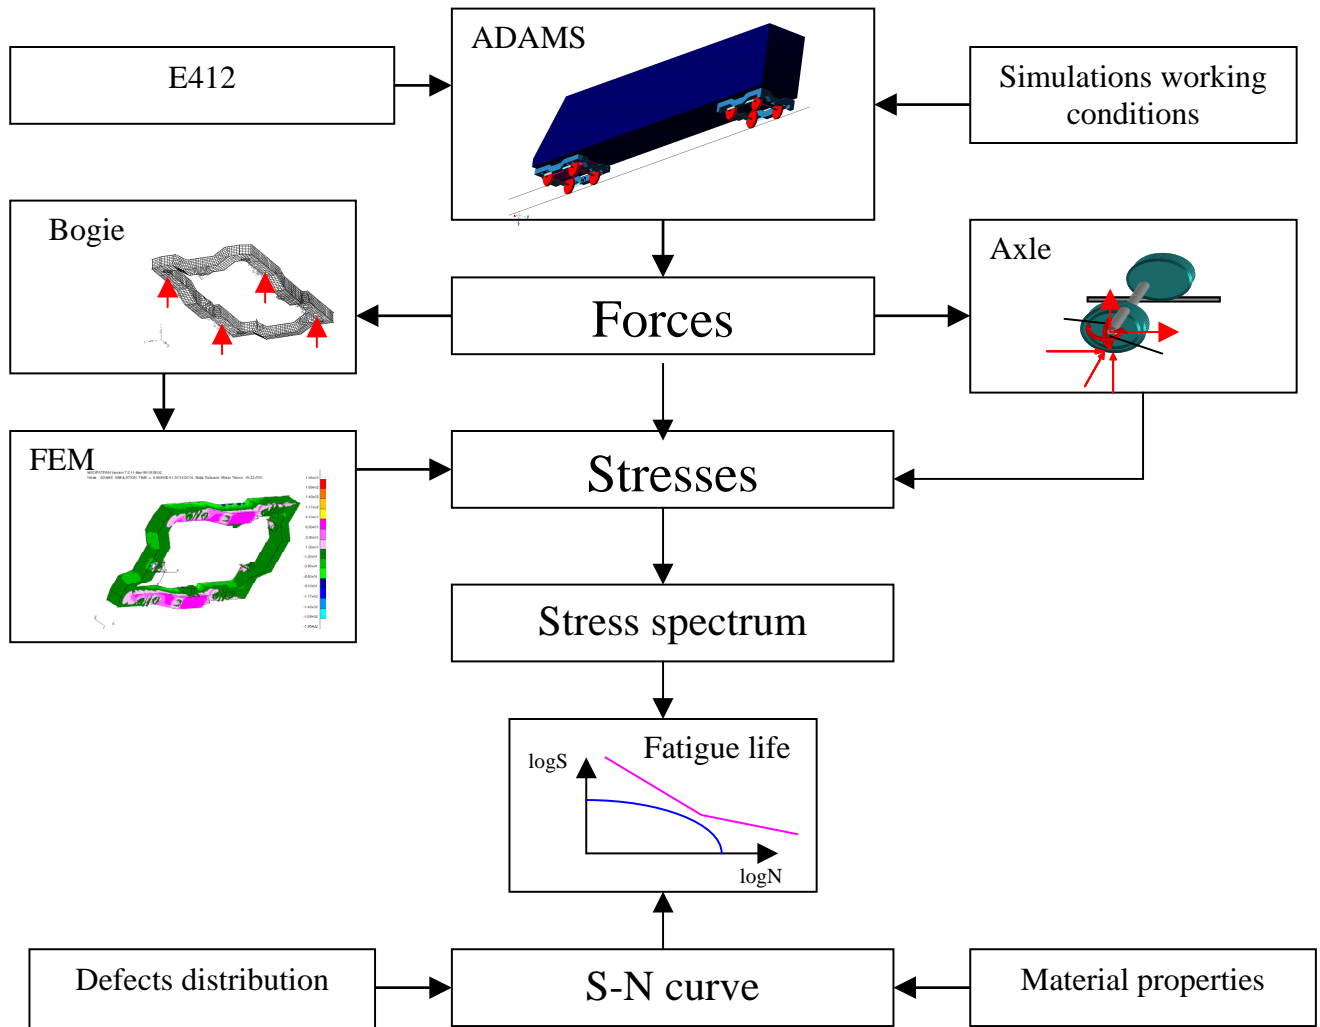 ADAMS
E412
Simulations working
conditions
Bogie
Axle
Forces
FEM
Stresses
Stress spectrum
Fatigue life
logS
logN
Defects distribution
S-N curve
Material properties